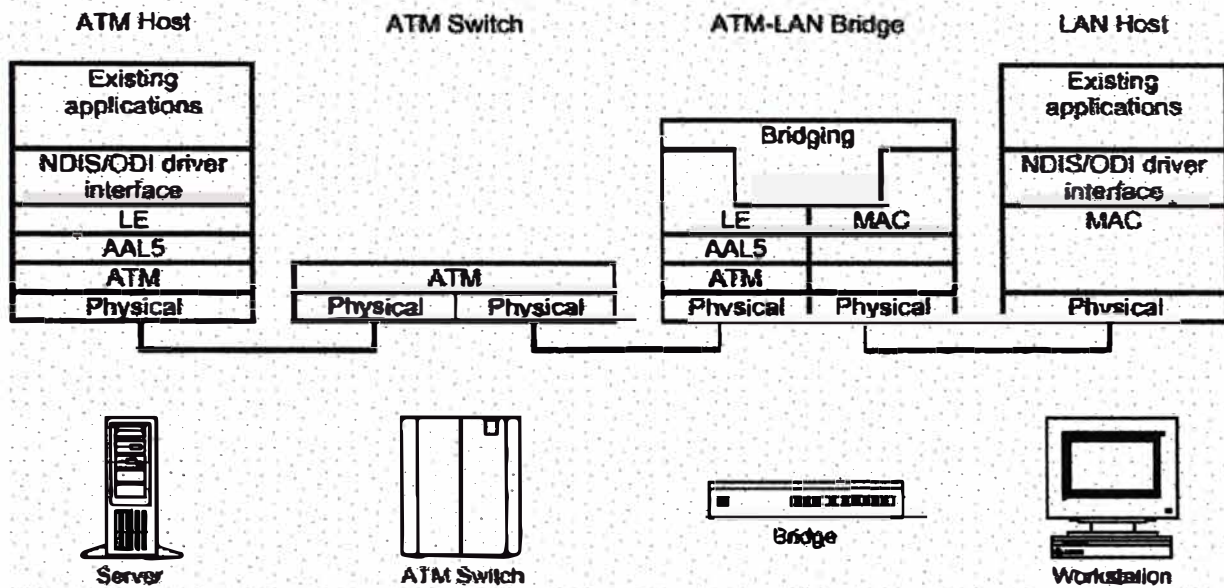 ATM Host
ATM Switch
ATM-LAN Bridge
LAN Host
Existing
applications
NDIS/ODI driver
interface
LE
AAL5
ATM
Physical
ATM
Physical
Physical
Bridging
LE
MAC
AAL5
ATM
Physical
Physical
Existing
applications
NDIS/ODI driver
interface
MAC
Physical
Server
ATM Switch
Bridge
Workstation